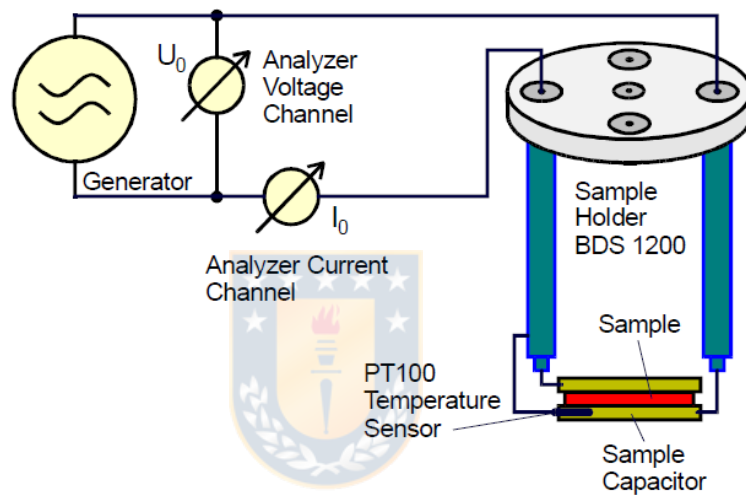 U0
Analyzer
Voltage
Channel
Generator
I0
Analyzer Current
Channel
Sample
Holder
BDS 1200
Sample
PT100
Temperature
Sensor
Sample
Capacitor